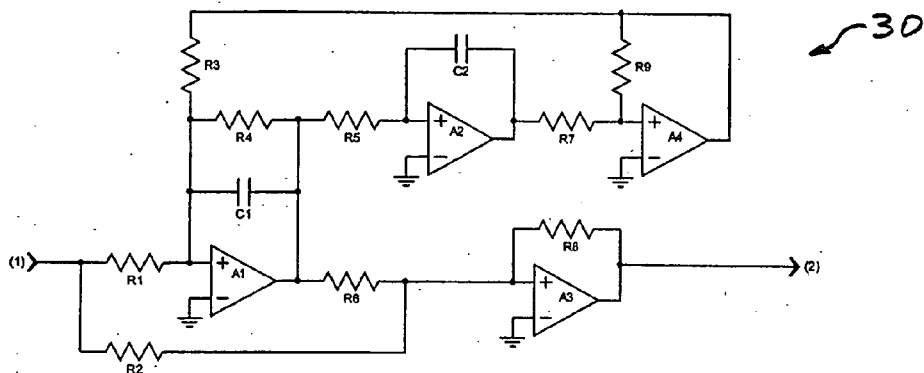 30
R3
C2
R9
R4
R5
+
A2
−
R7
+
A4
−
C1
(1)
R1
+
A1
−
R6
R8
+
A3
−
(2)
R2